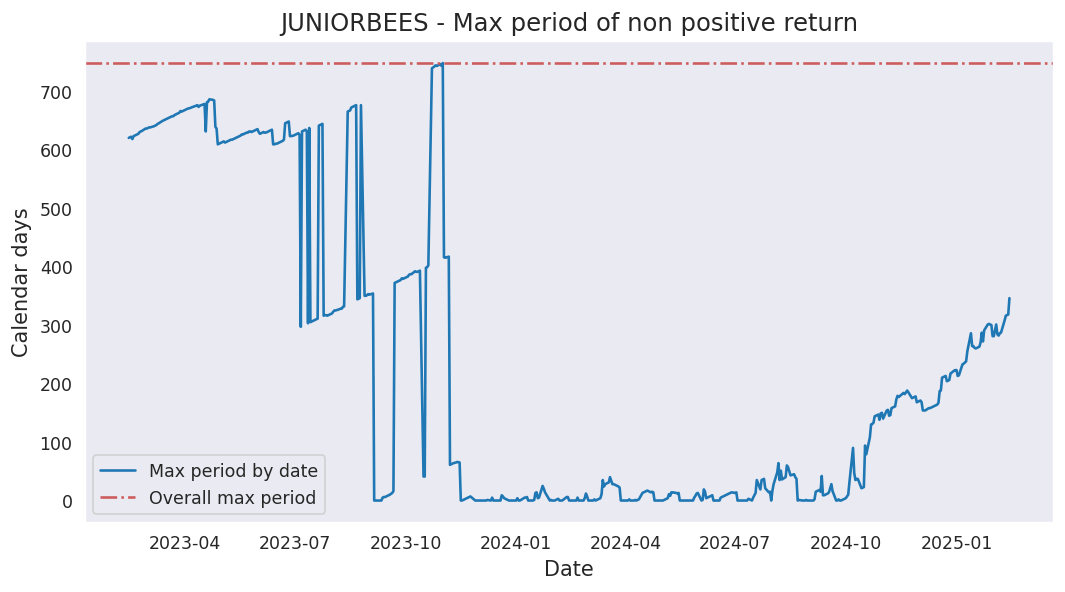 JUNIORBEES - Max period of non positive return
Calendar days
700
600
500
400
300
200
100
0
Max period by date
Overall max period
2023-04 2023-07 2023-10 2024-01 2024-04 2024-07 2024-10 2025-01
Date